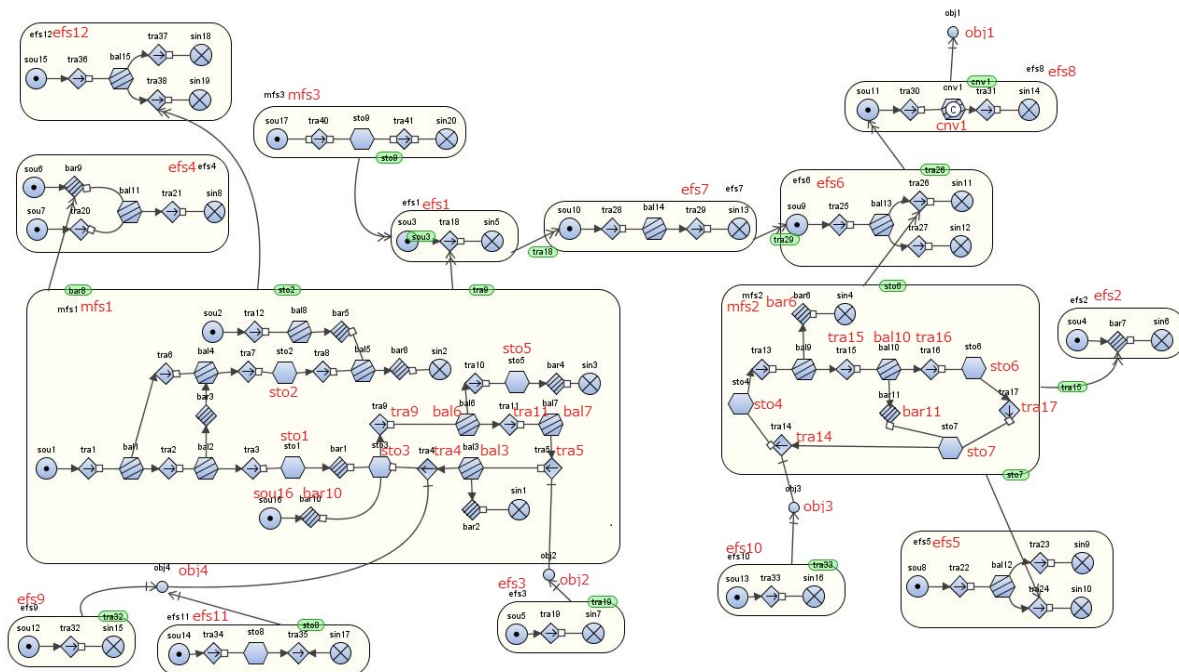 efs12 efs12
tra37 sin18
sou15 tra36 bal15
tra38 sin19
obj1
obj1
mfs3 mfs3
sto9
sou17 tra40 tra41 sin20
sto9
efs8 efs8
cnv1
sou11 tra30 cnv1 tra31 sin14
C
cnv1
efs4 efs4
sou6 bar9
bal11 tra21 sin8
sou7 tra20
efs1 efs1
sou3 tra18 sin5
sou3
efs7 efs7
sou10 tra28 bal14 tra29 sin13
tra18
tra29
tra26
efs6 efs6
tra26 sin11
sou9 tra25 bal13
tra27 sin12
bar8 sto2 tra9
mfs1 mfs1
sou2 tra12 bal8 bar5
tra6 bal4 tra7 sto2 tra8 bal5 bar8 sin2
sto2
bar3
sto5
tra10 sto5 bar4 sin3
tra9 tra9 bal6 bal6 tra11 tra11 bal7 bal7
sou1 tra1 bal1 tra2 bal2 tra3 sto1 sto1 bar1 sto3 sto3 tra4 tra4 bal3 bal3 tra5 tra5
sou16 bar10
sou16 bar10
bar2 sin1
sto6
mfs2 mfs2
bar6 bar6 sin4
tra15 bal10 tra16
tra13 bal9 tra15 bal10 tra16 sto6
sto6
sto4 sto4
bar11 bar11
tra17 tra17
tra14 tra14
sto7 sto7
sto7
efs2 efs2
sou4 bar7 sin6
tra15
obj4 obj4
obj2 obj2
obj3 obj3
efs9 efs9
tra32
sou12 tra32 sin15
efs11 efs11
sto8
sou14 tra34 sto8 tra35 sin17
efs3 efs3
tra19
sou5 tra19 sin7
efs10 efs10
tra33
sou13 tra33 sin16
efs5 efs5
tra23 sin9
sou8 tra22 bal12
tra24 sin10